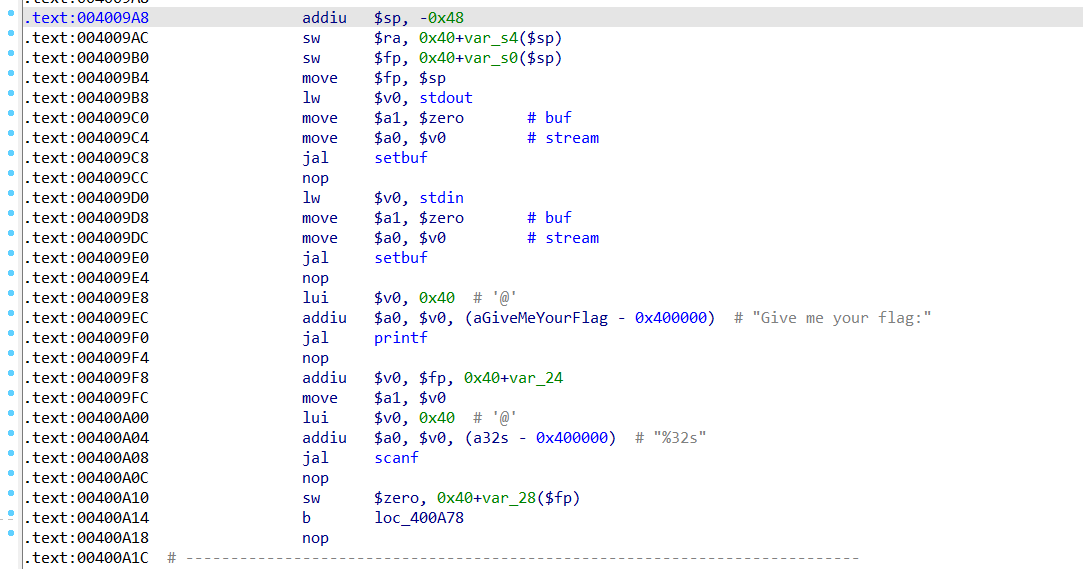 .text:004009A8 addiu $sp, -0x48
.text:004009AC sw $ra, 0x40+var_s4($sp)
.text:004009B0 sw $fp, 0x40+var_s0($sp)
.text:004009B4 move $fp, $sp
.text:004009B8 lw $v0, stdout
.text:004009C0 move $a1, $zero # buf
.text:004009C4 move $a0, $v0 # stream
.text:004009C8 jal setbuf
.text:004009CC nop
.text:004009D0 lw $v0, stdin
.text:004009D8 move $a1, $zero # buf
.text:004009DC move $a0, $v0 # stream
.text:004009E0 jal setbuf
.text:004009E4 nop
.text:004009E8 lui $v0, 0x40 # '@'
.text:004009EC addiu $a0, $v0, (aGiveMeYourFlag - 0x400000) # "Give me your flag:"
.text:004009F0 jal printf
.text:004009F4 nop
.text:004009F8 addiu $v0, $fp, 0x40+var_24
.text:004009FC move $a1, $v0
.text:00400A00 lui $v0, 0x40 # '@'
.text:00400A04 addiu $a0, $v0, (a32s - 0x400000) # "%32s"
.text:00400A08 jal scanf
.text:00400A0C nop
.text:00400A10 sw $zero, 0x40+var_28($fp)
.text:00400A14 b loc_400A78
.text:00400A18 nop
.text:00400A1C # ---------------------------------------------------------------------------